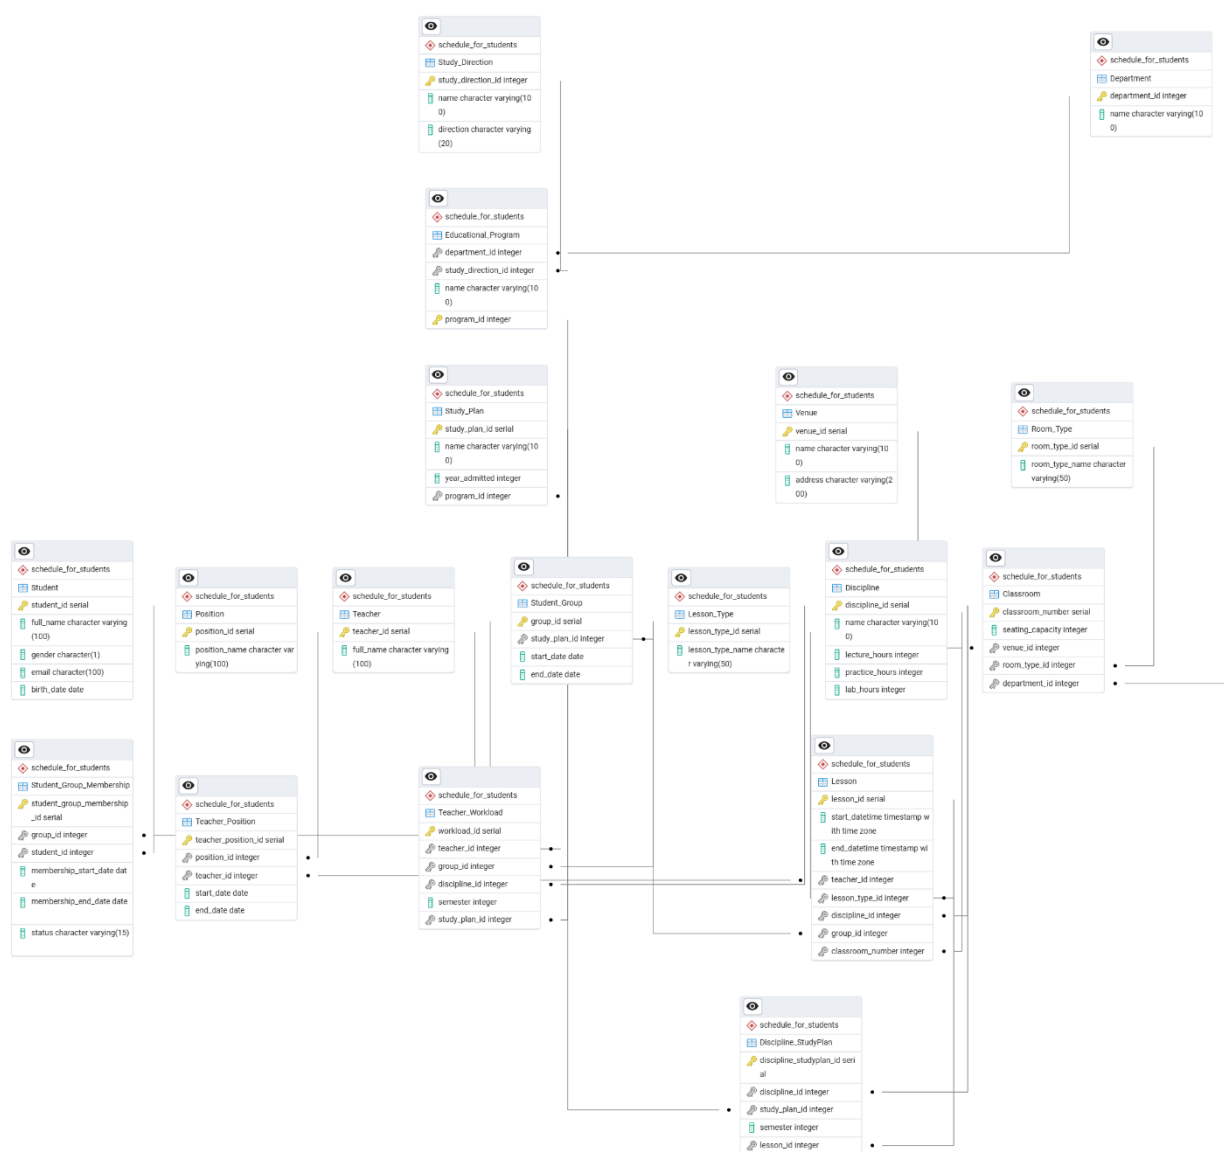 schedule_for_students
Study_Direction
study_direction_id integer
name character varying(10
0)
direction character varying
(20)
schedule_for_students
Department
department_id integer
name character varying(10
0)
schedule_for_students
Educational_Program
department_id integer
study_direction_id integer
name character varying(10
0)
program_id integer
schedule_for_students
Study_Plan
study_plan_id serial
name character varying(10
0)
year_admitted integer
program_id integer
schedule_for_students
Venue
venue_id serial
name character varying(10
0)
address character varying(2
00)
schedule_for_students
Room_Type
room_type_id serial
room_type_name character
varying(50)
schedule_for_students
Student
student_id serial
full_name character varying
(100)
gender character(1)
email character(100)
birth_date date
schedule_for_students
Position
position_id serial
position_name character var
ying(100)
schedule_for_students
Teacher
teacher_id serial
full_name character varying
(100)
schedule_for_students
Student_Group
group_id serial
study_plan_id integer
start_date date
end_date date
schedule_for_students
Lesson_Type
lesson_type_id serial
lesson_type_name characte
r varying(50)
schedule_for_students
Discipline
discipline_id serial
name character varying(10
0)
lecture_hours integer
practice_hours integer
lab_hours integer
schedule_for_students
Classroom
classroom_number serial
seating_capacity integer
venue_id integer
room_type_id integer
department_id integer
schedule_for_students
Student_Group_Membership
student_group_membership
_id serial
group_id integer
student_id integer
membership_start_date dat
e
membership_end_date date
status character varying(15)
schedule_for_students
Teacher_Position
teacher_position_id serial
position_id integer
teacher_id integer
start_date date
end_date date
schedule_for_students
Teacher_Workload
workload_id serial
teacher_id integer
group_id integer
discipline_id integer
semester integer
study_plan_id integer
schedule_for_students
Lesson
lesson_id serial
start_datetime timestamp w
ith time zone
end_datetime timestamp wi
th time zone
teacher_id integer
lesson_type_id integer
discipline_id integer
group_id integer
classroom_number integer
schedule_for_students
Discipline_StudyPlan
discipline_studyplan_id seri
al
discipline_id integer
study_plan_id integer
semester integer
lesson_id integer